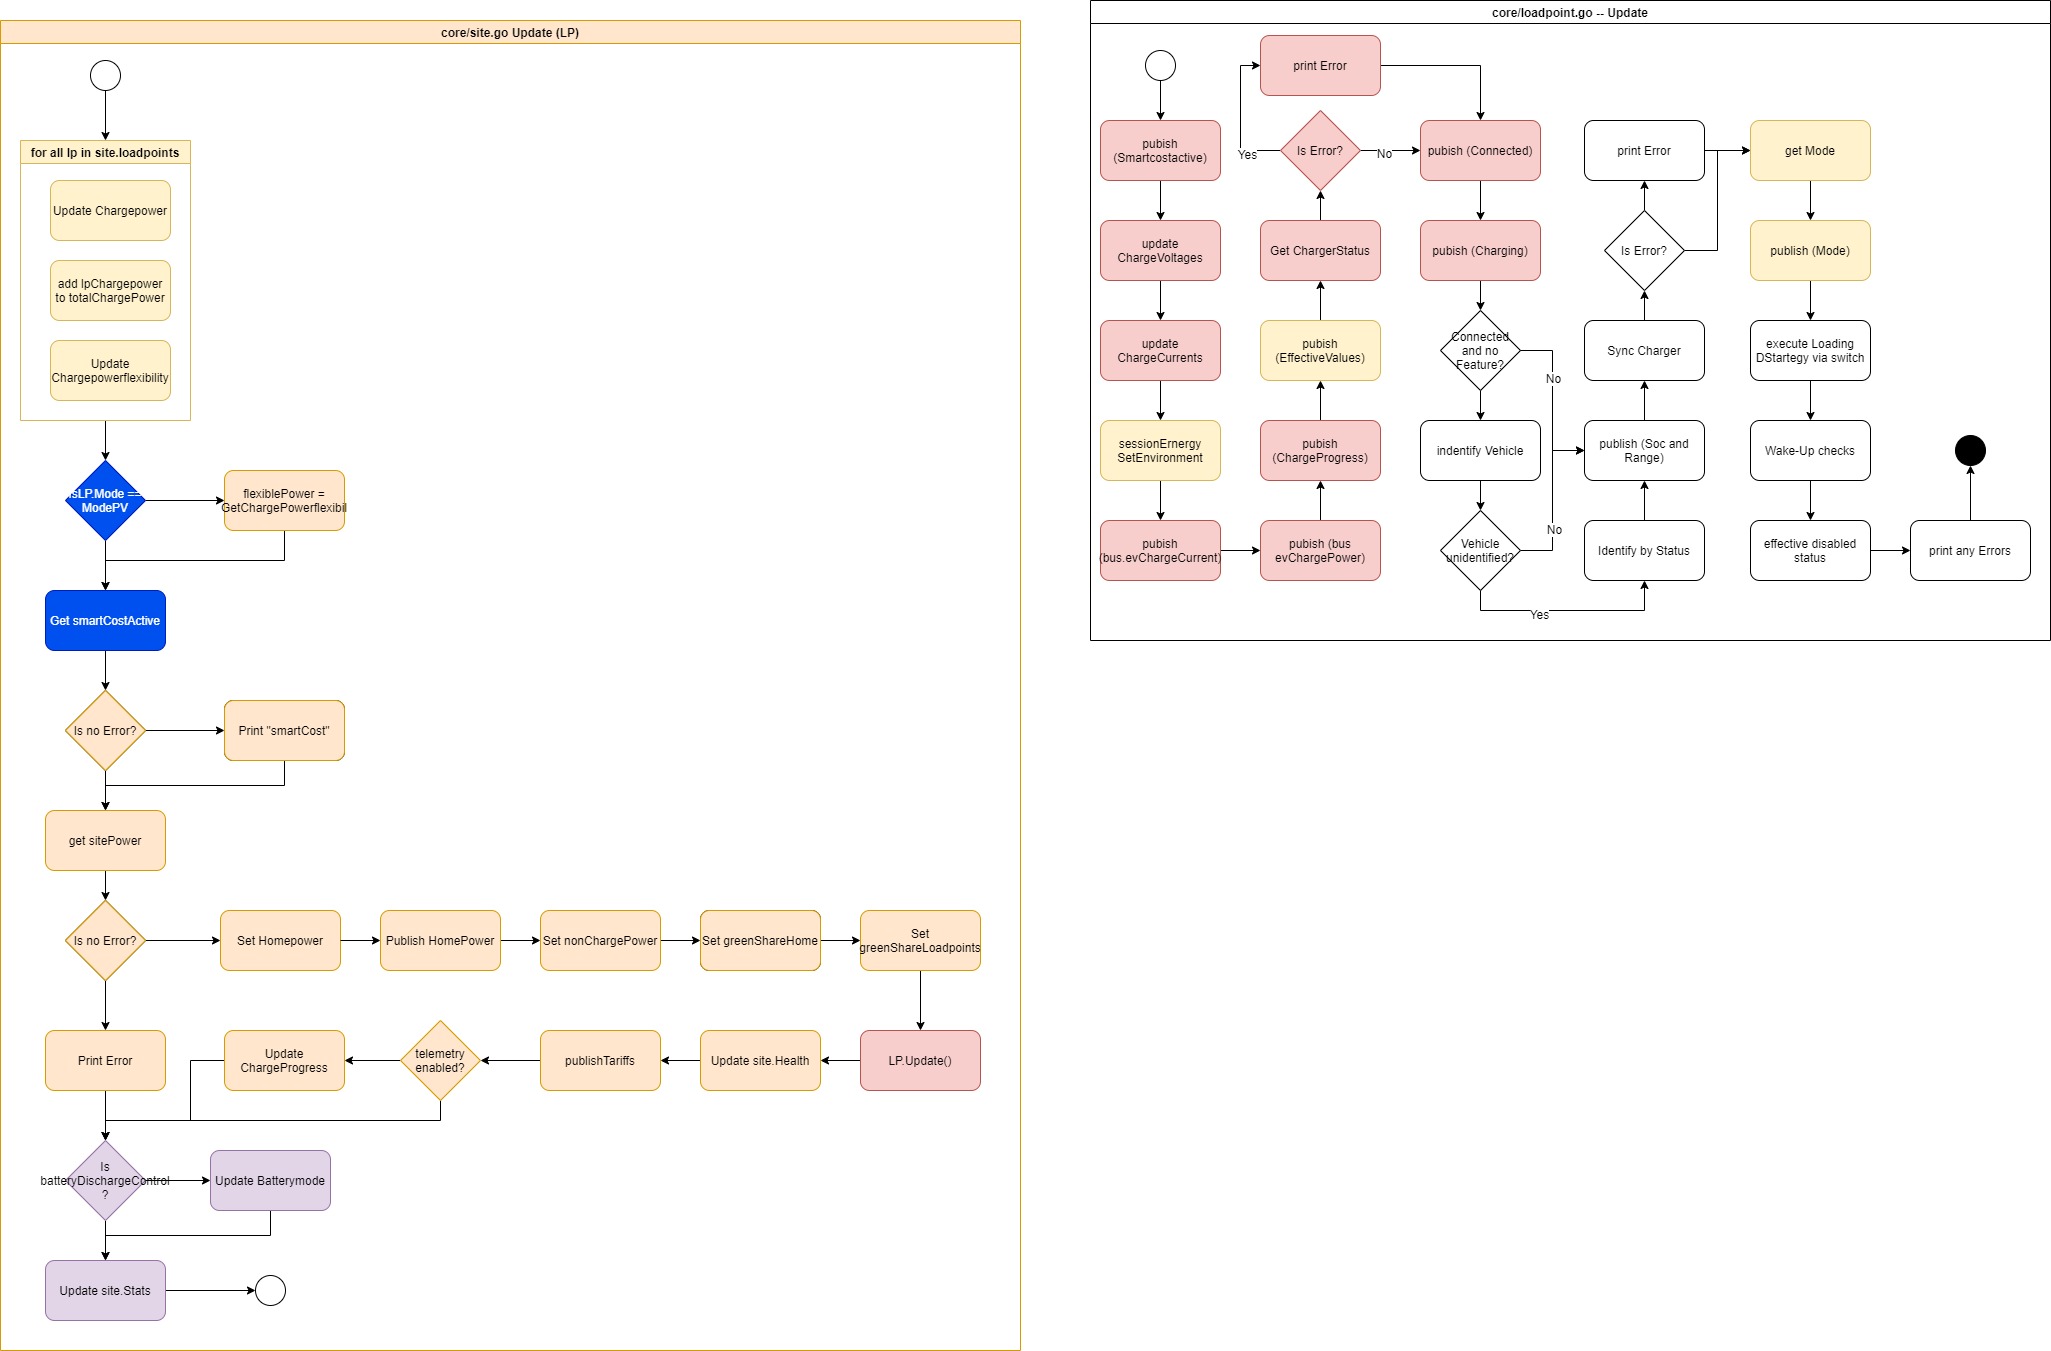 core/site.go Update (LP)
for all lp in site.loadpoints
Update Chargepower
add lpChargepower
to totalChargePower
Update
Chargepowerflexibility
isLP.Mode ==
ModePV
flexiblePower =
GetChargePowerflexibil
Get smartCostActive
Is no Error?
Print "smartCost"
get sitePower
Is no Error?
Set Homepower
Publish HomePower
Set nonChargePower
Set greenShareHome
Set
greenShareLoadpoints
Print Error
Update
ChargeProgress
telemetry
enabled?
publishTariffs
Update site.Health
LP.Update()
Is
batteryDischargeControl
?
Update Batterymode
Update site.Stats
core/loadpoint.go -- Update
pubish
(Smartcostactive)
update
ChargeVoltages
update
ChargeCurrents
sessionErnergy
SetEnvironment
pubish
(bus.evChargeCurrent)
pubish (bus
evChargePower)
pubish
(ChargeProgress)
pubish
(EffectiveValues)
Get ChargerStatus
Is Error?
Yes
No
print Error
pubish (Connected)
pubish (Charging)
Connected
and no
Feature?
No
indentify Vehicle
Vehicle
unidentified?
No
Yes
Identify by Status
publish (Soc and
Range)
Sync Charger
Is Error?
print Error
get Mode
publish (Mode)
execute Loading
DStartegy via switch
Wake-Up checks
effective disabled
status
print any Errors